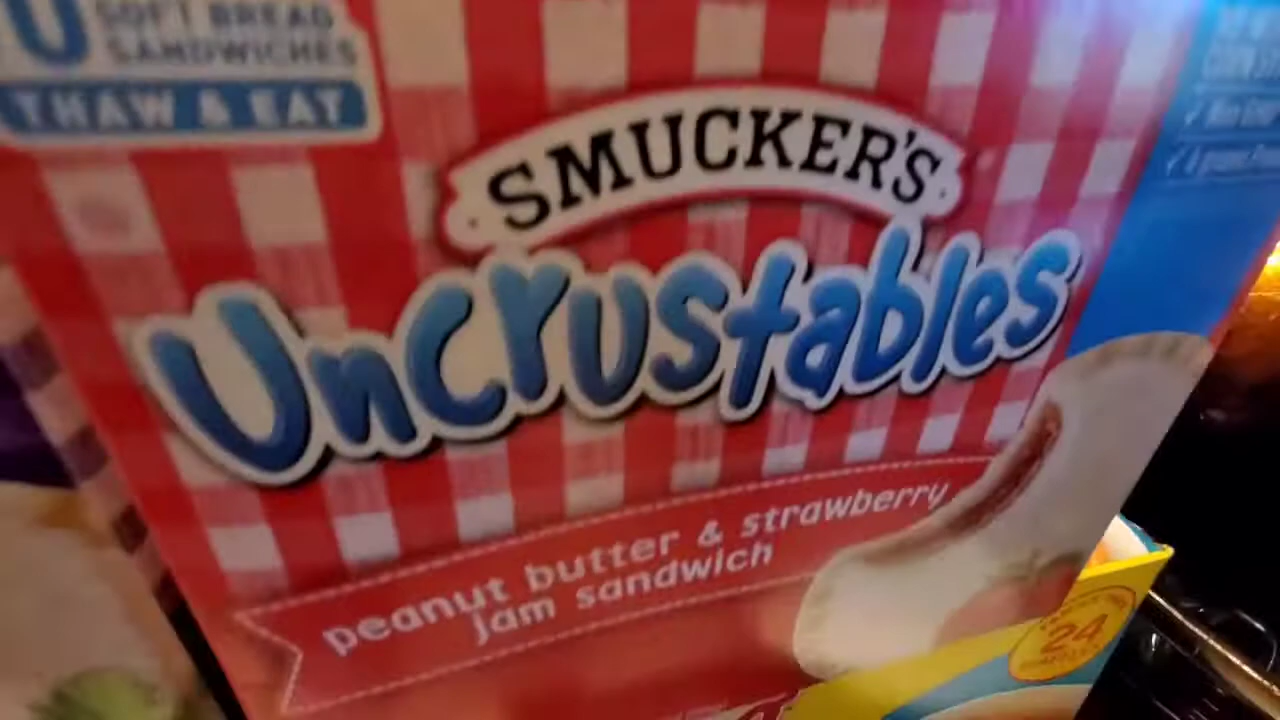 SOFT BREAD
SANDWICHES
THAW & EAT
SMUCKER'S
UnCrustables
peanut butter & strawberry
jam sandwich
24